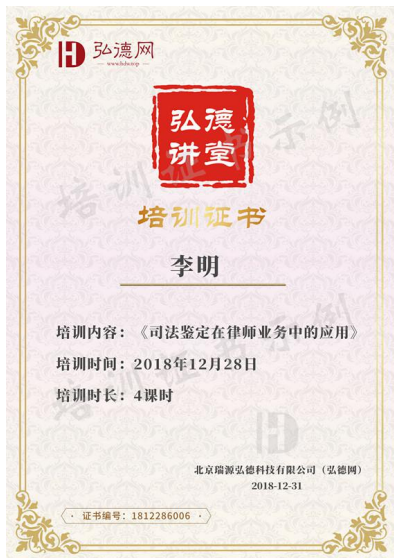 弘德网
www.hdw.vip
弘德
讲堂
培训证书
李明
培训内容：《司法鉴定在律师业务中的应用》
培训时间：2018年12月28日
培训时长：4课时
北京瑞源弘德科技有限公司（弘德网）
2018-12-31
· 证书编号：1812286006 ·
培训证书示例
培训证书示例